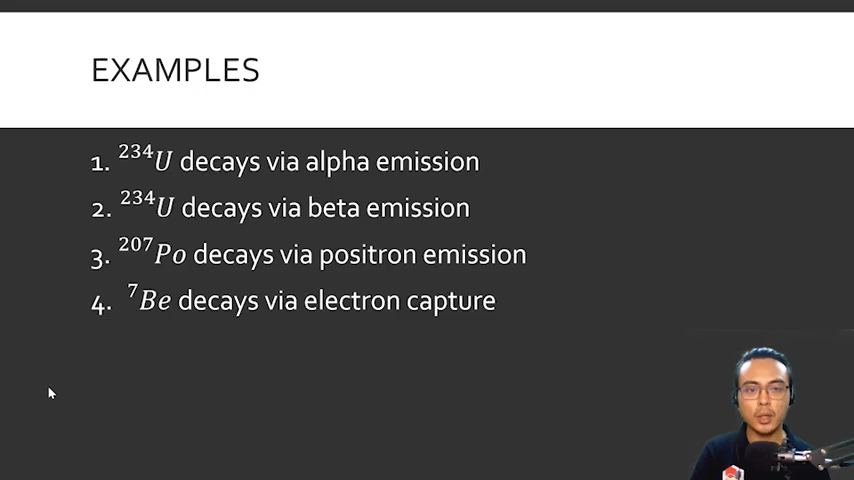 EXAMPLES
1. ²³⁴U decays via alpha emission
2. ²³⁴U decays via beta emission
3. ²⁰⁷Po decays via positron emission
4. ⁷Be decays via electron capture